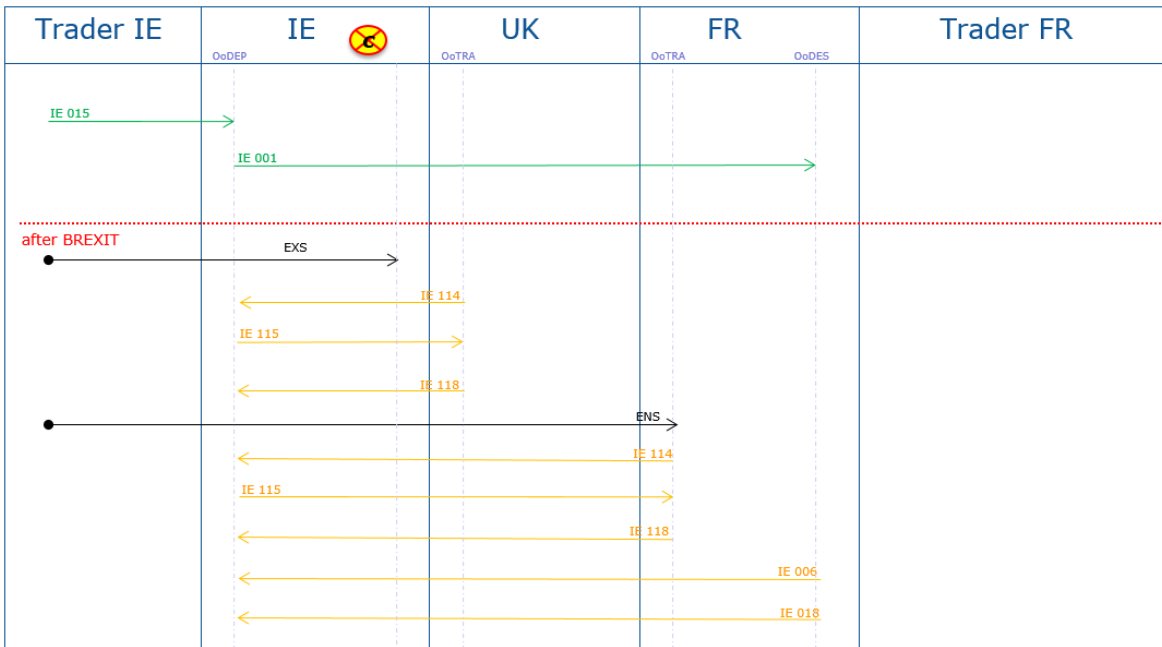 Trader IE
IE
UK
FR
Trader FR
c
OoDEP
OoTRA
OoTRA
OoDES
IE 015
IE 001
after BREXIT
EXS
IE 114
IE 115
IE 118
ENS
IE 114
IE 115
IE 118
IE 006
IE 018